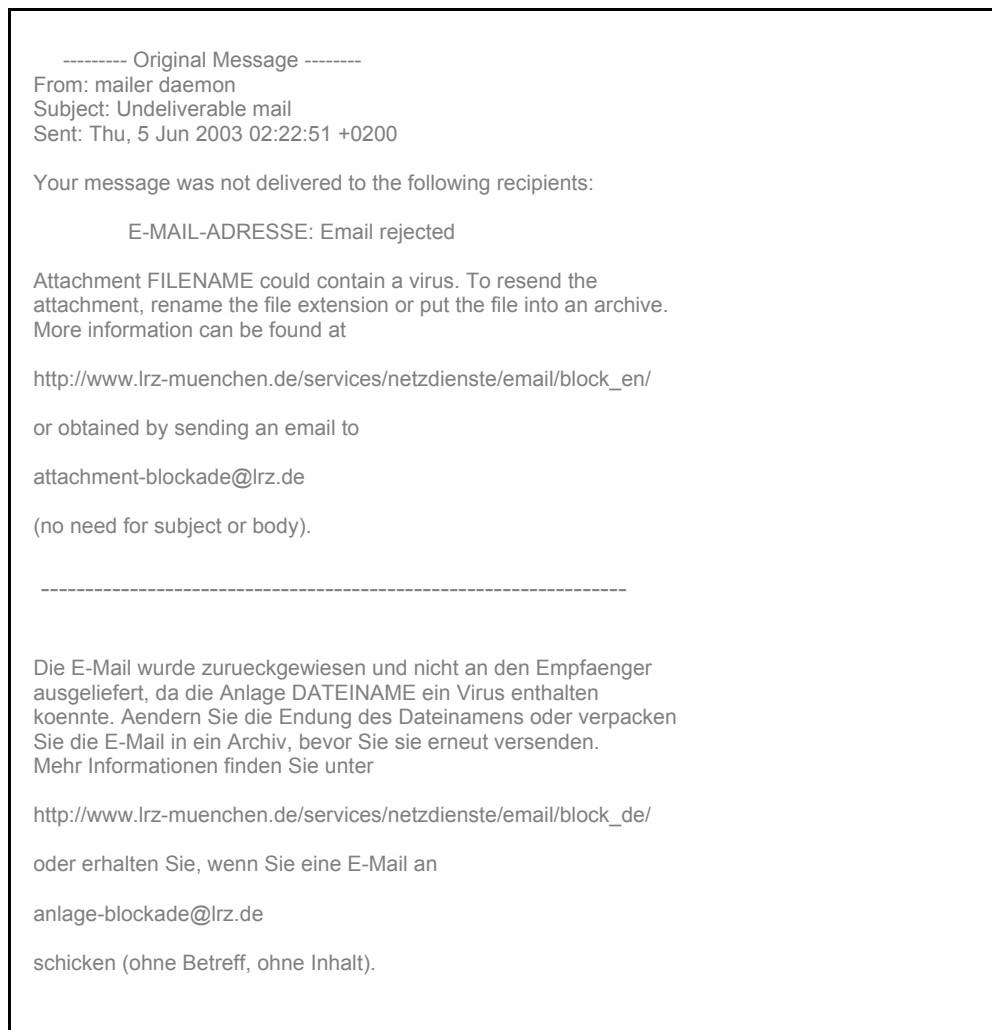 --------- Original Message --------
From: mailer daemon
Subject: Undeliverable mail
Sent: Thu, 5 Jun 2003 02:22:51 +0200
Your message was not delivered to the following recipients:
E-MAIL-ADRESSE: Email rejected
Attachment FILENAME could contain a virus. To resend the
attachment, rename the file extension or put the file into an archive.
More information can be found at
http://www.lrz-muenchen.de/services/netzdienste/email/block_en/
or obtained by sending an email to
attachment-blockade@lrz.de
(no need for subject or body).
------------------------------------------------------------------
Die E-Mail wurde zurueckgewiesen und nicht an den Empfaenger
ausgeliefert, da die Anlage DATEINAME ein Virus enthalten
koennte. Aendern Sie die Endung des Dateinamens oder verpacken
Sie die E-Mail in ein Archiv, bevor Sie sie erneut versenden.
Mehr Informationen finden Sie unter
http://www.lrz-muenchen.de/services/netzdienste/email/block_de/
oder erhalten Sie, wenn Sie eine E-Mail an
anlage-blockade@lrz.de
schicken (ohne Betreff, ohne Inhalt).